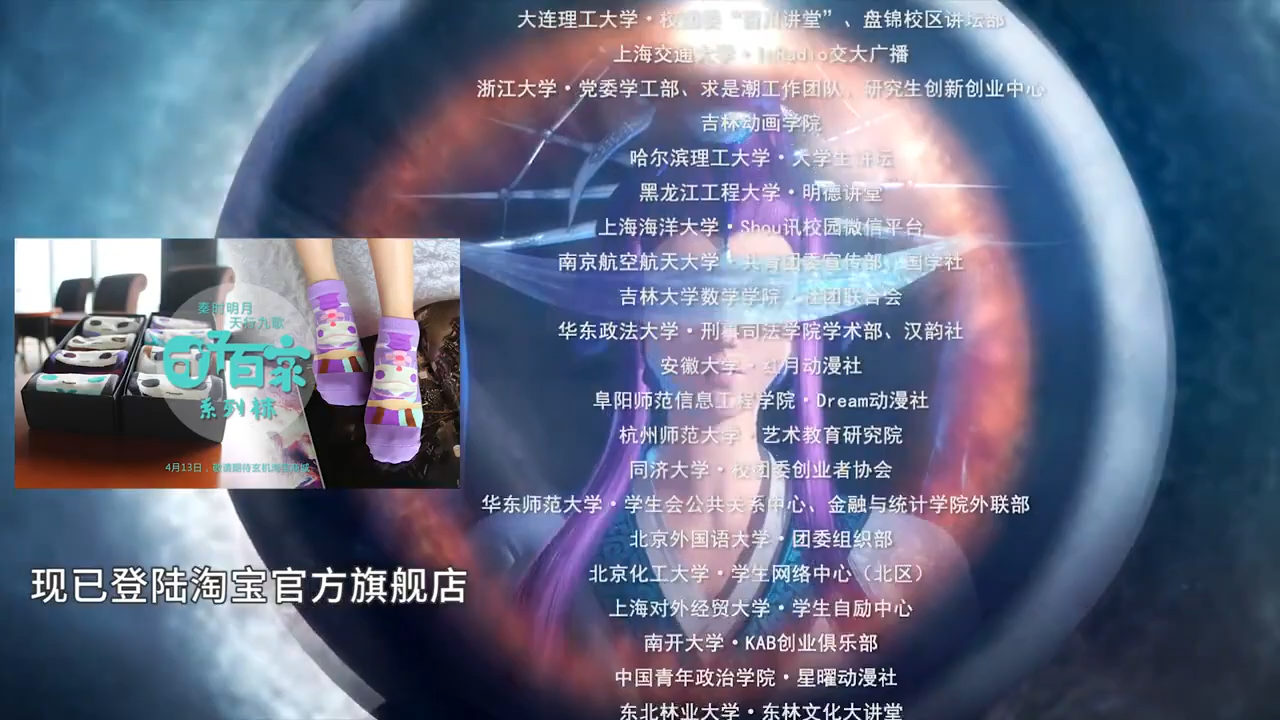 大连理工大学·校团委“百川讲堂”、盘锦校区讲坛部
上海交通大学·
Radio交大广播
浙江大学·党委学工部、求是潮工作团队、研究生创新创业中心
吉林动画学院
哈尔滨理工大学·大学生讲坛
黑龙江工程大学·明德讲堂
上海海洋大学·Shou讯校园微信平台
南京航空航天大学·共青团委宣传部、国学社
吉林大学数学学院·社团联合会
华东政法大学·刑事司法学院学术部、汉韵社
安徽大学·红月动漫社
阜阳师范信息工程学院·Dream动漫社
杭州师范大学·艺术教育研究院
同济大学·校团委创业者协会
华东师范大学·学生会公共关系中心、金融与统计学院外联部
北京外国语大学·团委组织部
北京化工大学·学生网络中心（北区）
上海对外经贸大学·学生自励中心
南开大学·KAB创业俱乐部
中国青年政治学院·星曜动漫社
东北林业大学·东林文化大讲堂
秦时明月
天行九歌
百家
系列袜
4月13日，敬请期待玄机淘宝商城
现已登陆淘宝官方旗舰店